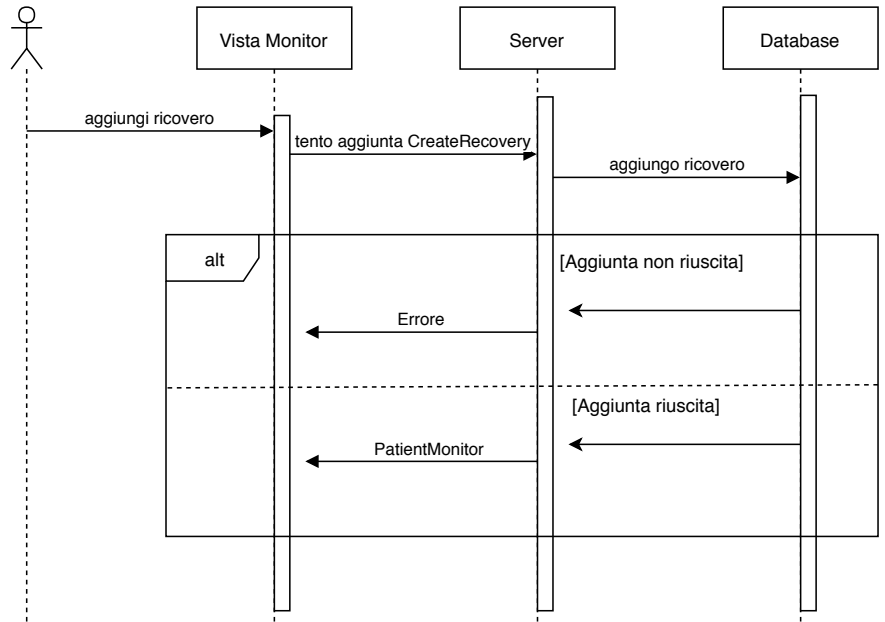 Vista Monitor
Server
Database
aggiungi ricovero
tento aggiunta CreateRecovery
aggiungo ricovero
alt
[Aggiunta non riuscita]
Errore
[Aggiunta riuscita]
PatientMonitor